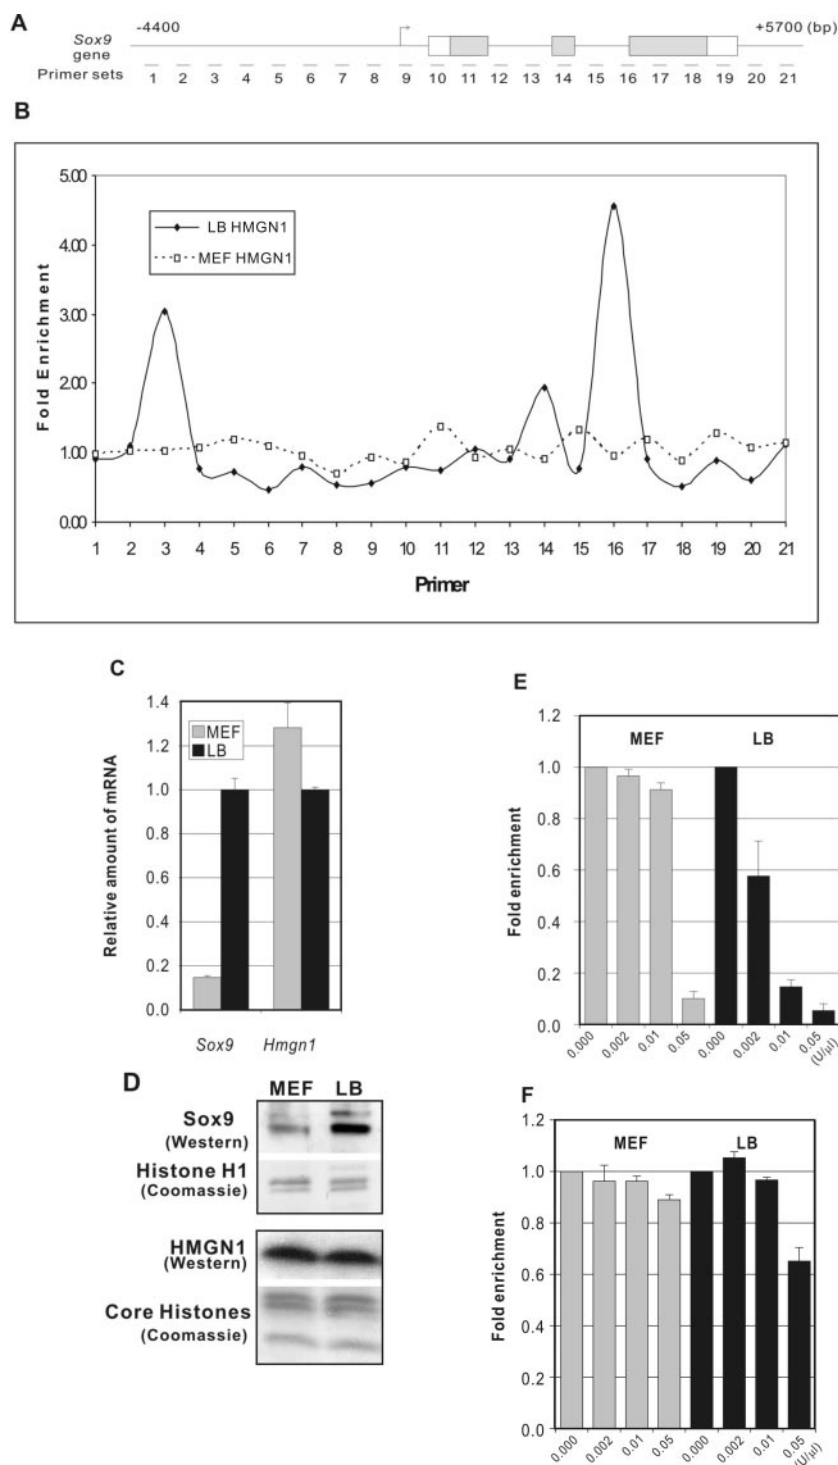 A
-4400
+5700 (bp)
Sox9
gene
Primer sets
1 2 3 4 5 6 7 8 9 10 11 12 13 14 15 16 17 18 19 20 21
B
5.00
4.00
3.00
2.00
1.00
0.00
Fold Enrichment
LB HMGN1
MEF HMGN1
1 2 3 4 5 6 7 8 9 10 11 12 13 14 15 16 17 18 19 20 21
Primer
C
1.4
1.2
1.0
0.8
0.6
0.4
0.2
0.0
Relative amount of mRNA
MEF
LB
Sox9 Hmgn1
D
MEF LB
Sox9
(Western)
Histone H1
(Coomassie)
HMGN1
(Western)
Core Histones
(Coomassie)
E
1.2
1.0
0.8
0.6
0.4
0.2
0.0
Fold enrichment
MEF LB
0.000 0.002 0.01 0.05 0.000 0.002 0.01 0.05
(U/µl)
F
1.2
1.0
0.8
0.6
0.4
0.2
0.0
Fold enrichment
MEF LB
0.000 0.002 0.01 0.05 0.000 0.002 0.01 0.05
(U/µl)